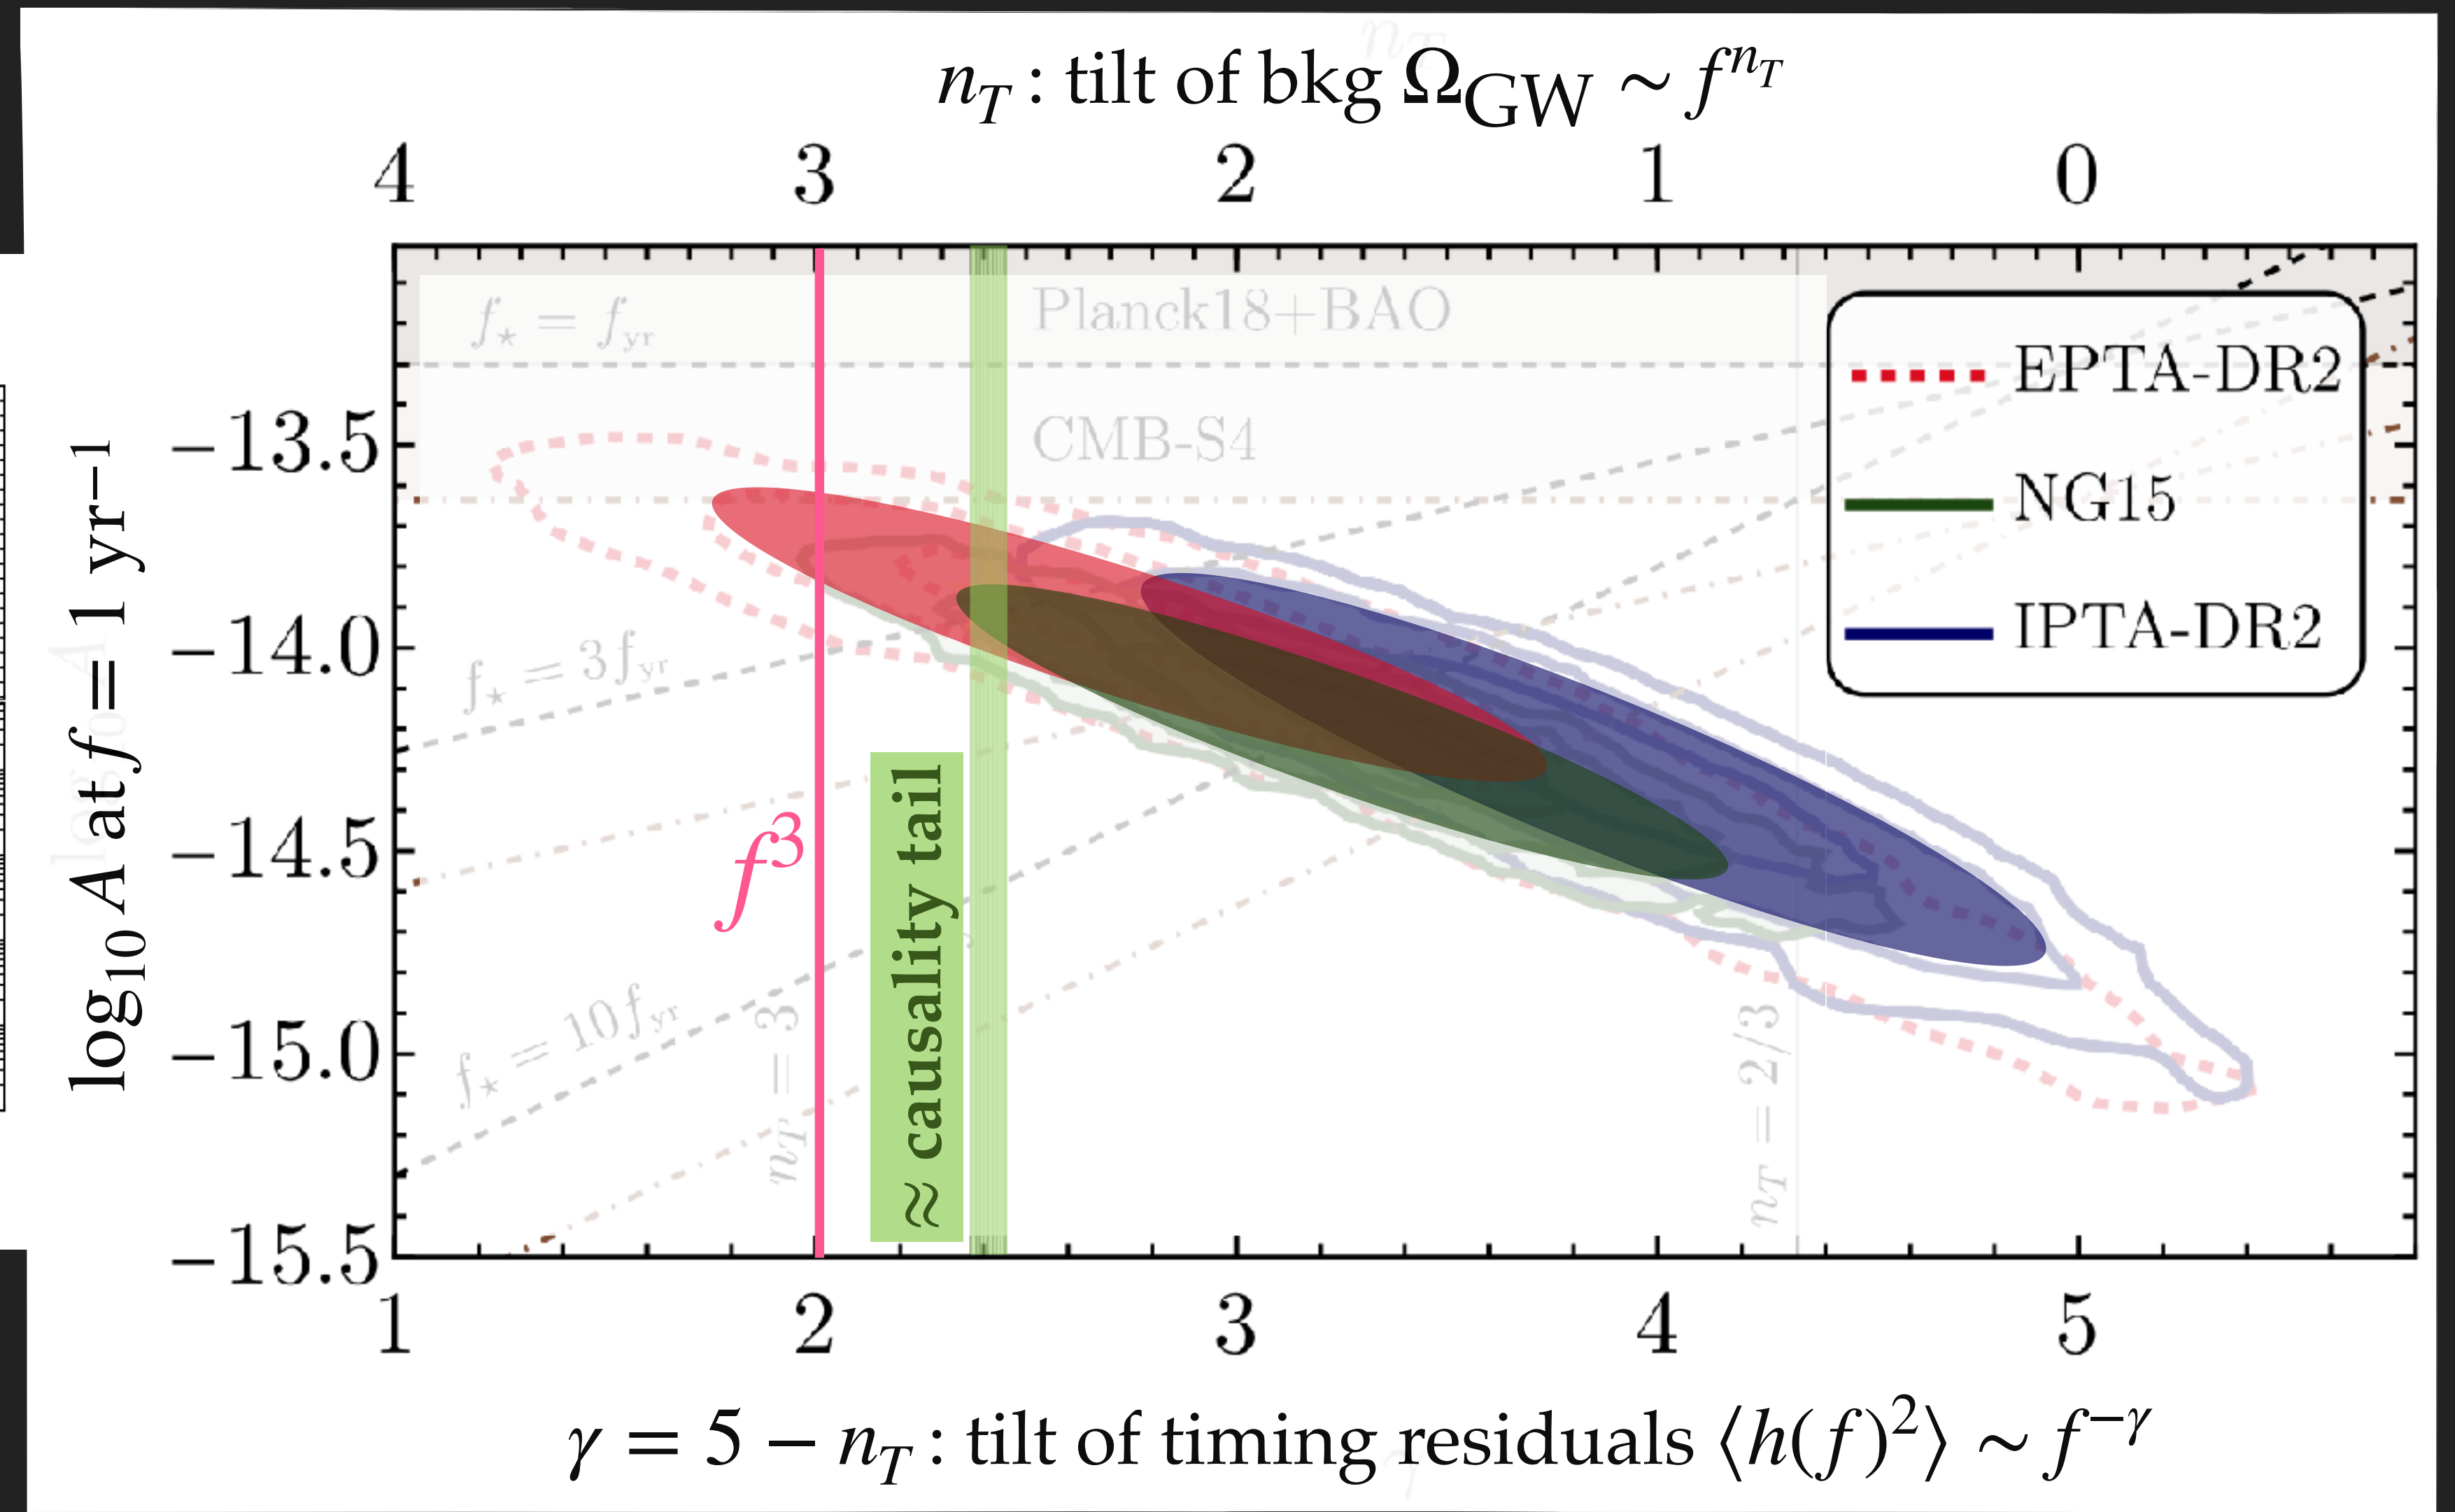 n_T : tilt of bkg Ω_GW ~ f^{n_T}
4 3 2 1 0
f⋆ = f_yr
Planck18+BAO
CMB-S4
EPTA-DR2
NG15
IPTA-DR2
log₁₀ A at f = 1 yr⁻¹
−13.5
−14.0
−14.5
−15.0
−15.5
f⋆ = 3f_yr
f⋆ = 10f_yr
f³
n_T = 3
≈ causality tail
n_T = 2/3
1 2 3 4 5
γ = 5 − n_T : tilt of timing residuals ⟨h(f)²⟩ ~ f^{−γ}